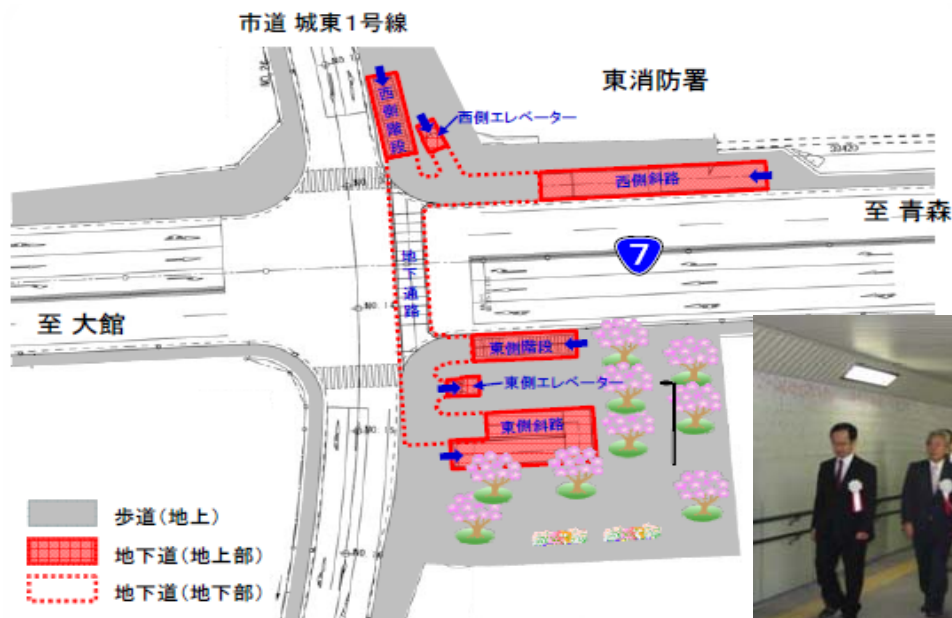 市道 城東1号線
東消防署
西側階段
西側エレベーター
西側斜路
至 青森
7
地下通路
至 大館
東側階段
東側エレベーター
東側斜路
歩道(地上)
地下道(地上部)
地下道(地下部)